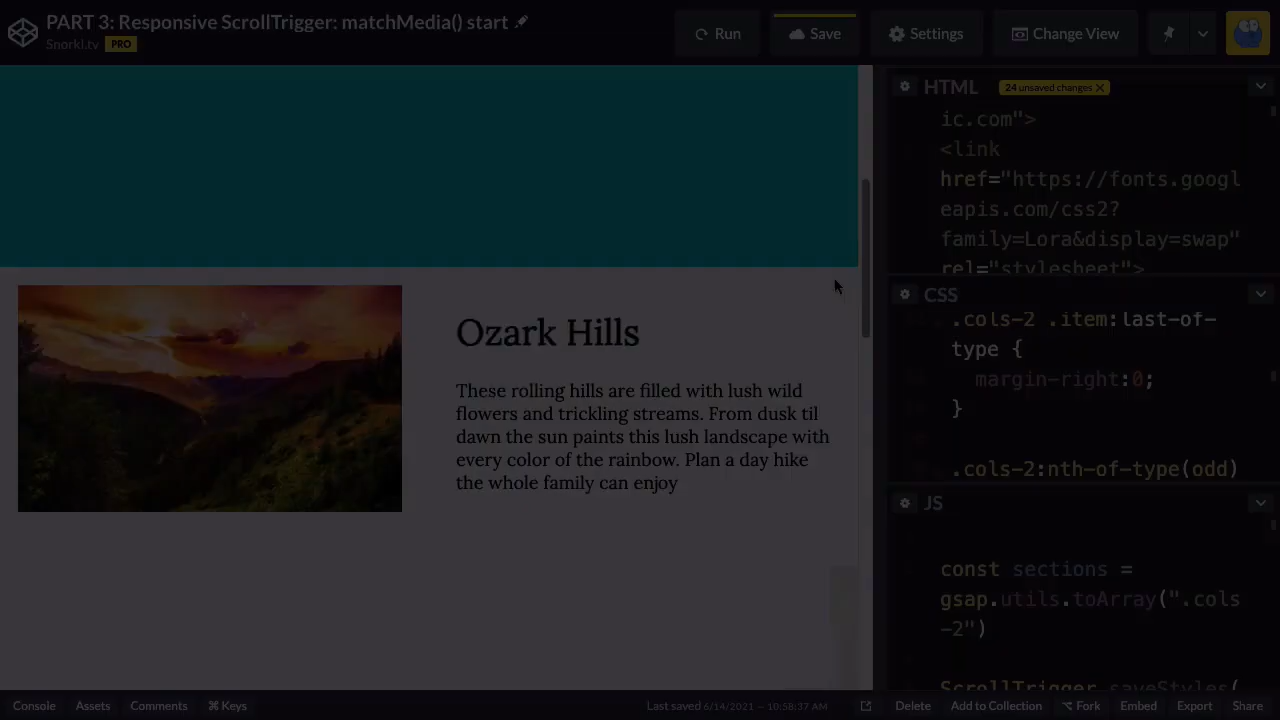 PART 3: Responsive ScrollTrigger: matchMedia() start
Snorkl.tv PRO
Run
Save
Settings
Change View
HTML
24 unsaved changes X
ic.com">
<link
href="https://fonts.googl
eapis.com/css2?
family=Lora&display=swap"
rel="stylesheet">
CSS
.cols-2 .item:last-of-
type {
margin-right:0;
}
.cols-2:nth-of-type(odd)
JS
const sections =
gsap.utils.toArray(".cols
-2")
ScrollTrigger.saveStyles(
Ozark Hills
These rolling hills are filled with lush wild
flowers and trickling streams. From dusk til
dawn the sun paints this lush landscape with
every color of the rainbow. Plan a day hike
the whole family can enjoy
Console
Assets
Comments
⌘ Keys
Last saved 6/14/2021 — 10:58:37 AM
Delete
Add to Collection
⌥ Fork
Embed
Export
Share